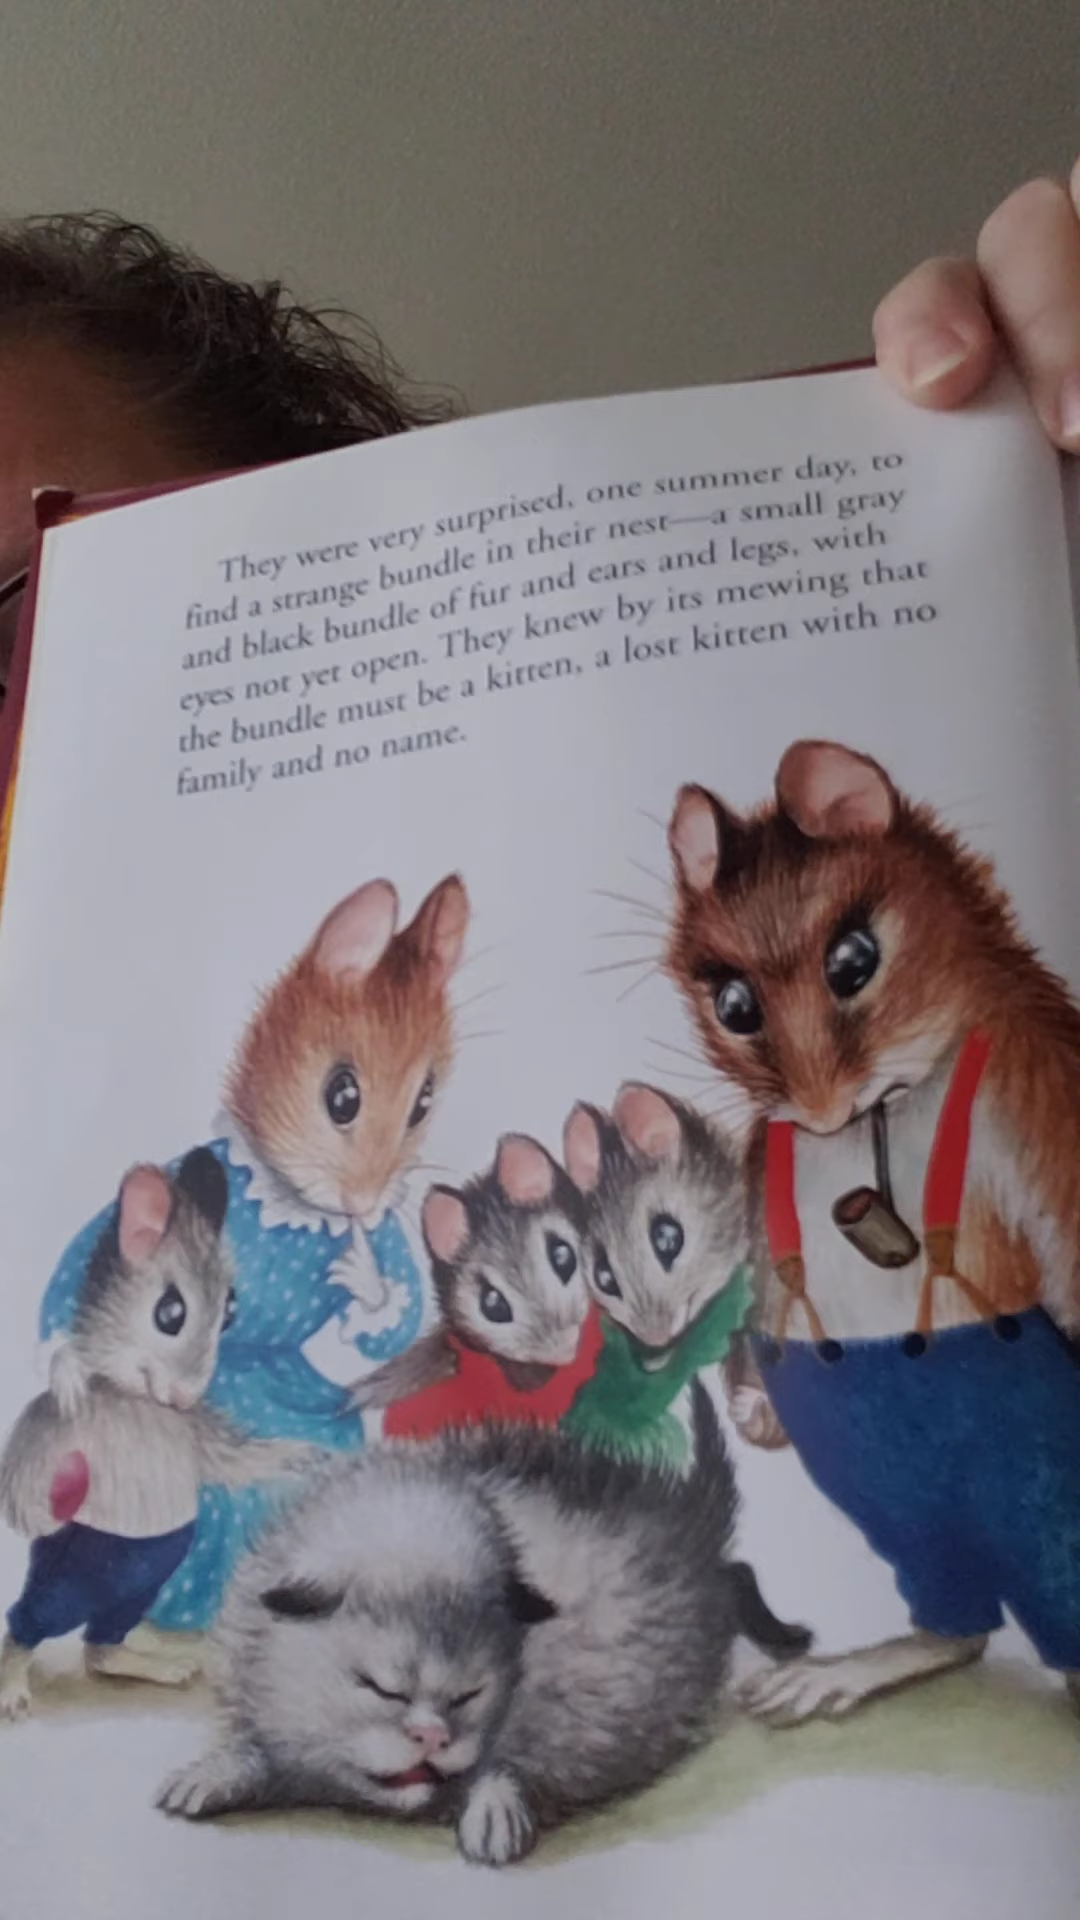 They were very surprised, one summer day, to
find a strange bundle in their nest—a small gray
and black bundle of fur and ears and legs, with
eyes not yet open. They knew by its mewing that
the bundle must be a kitten, a lost kitten with no
family and no name.